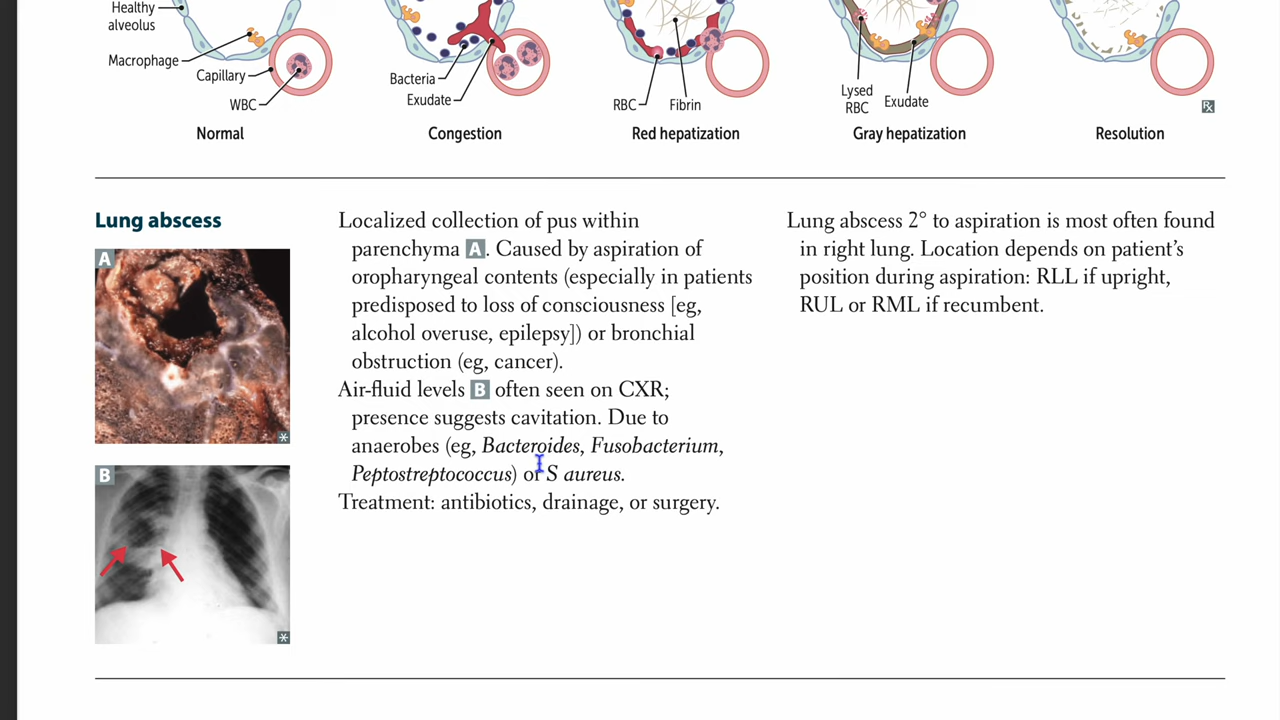 Healthy
alveolus
Macrophage
Capillary
WBC
Normal
Bacteria
Exudate
Congestion
RBC
Fibrin
Red hepatization
Lysed
RBC
Exudate
Gray hepatization
Resolution
Rx
Lung abscess
A
B
Localized collection of pus within
parenchyma A. Caused by aspiration of
oropharyngeal contents (especially in patients
predisposed to loss of consciousness [eg,
alcohol overuse, epilepsy]) or bronchial
obstruction (eg, cancer).
Air-fluid levels B often seen on CXR;
presence suggests cavitation. Due to
anaerobes (eg, Bacteroides, Fusobacterium,
Peptostreptococcus) or S aureus.
Treatment: antibiotics, drainage, or surgery.
Lung abscess 2° to aspiration is most often found
in right lung. Location depends on patient’s
position during aspiration: RLL if upright,
RUL or RML if recumbent.